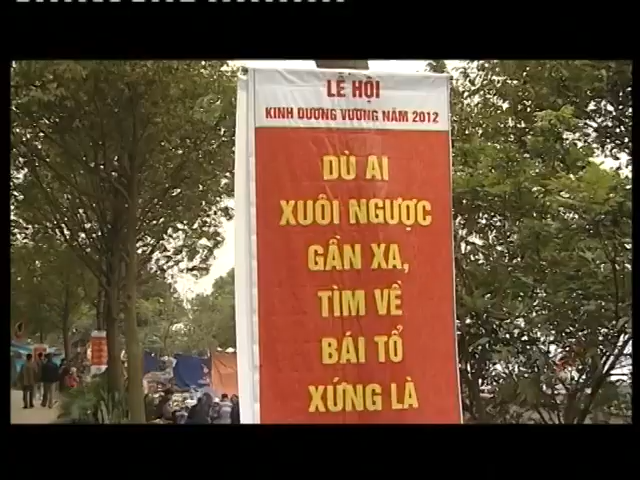 LỄ HỘI
KINH DƯƠNG VƯƠNG NĂM 2012
DÙ AI
XUÔI NGƯỢC
GẦN XA,
TÌM VỀ
BÁI TỔ
XỨNG LÀ